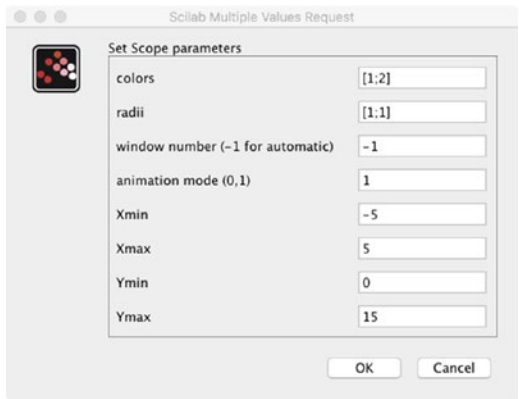 Scilab Multiple Values Request
Set Scope parameters
colors [1;2]
radii [1;1]
window number (-1 for automatic) -1
animation mode (0,1) 1
Xmin -5
Xmax 5
Ymin 0
Ymax 15
OK Cancel